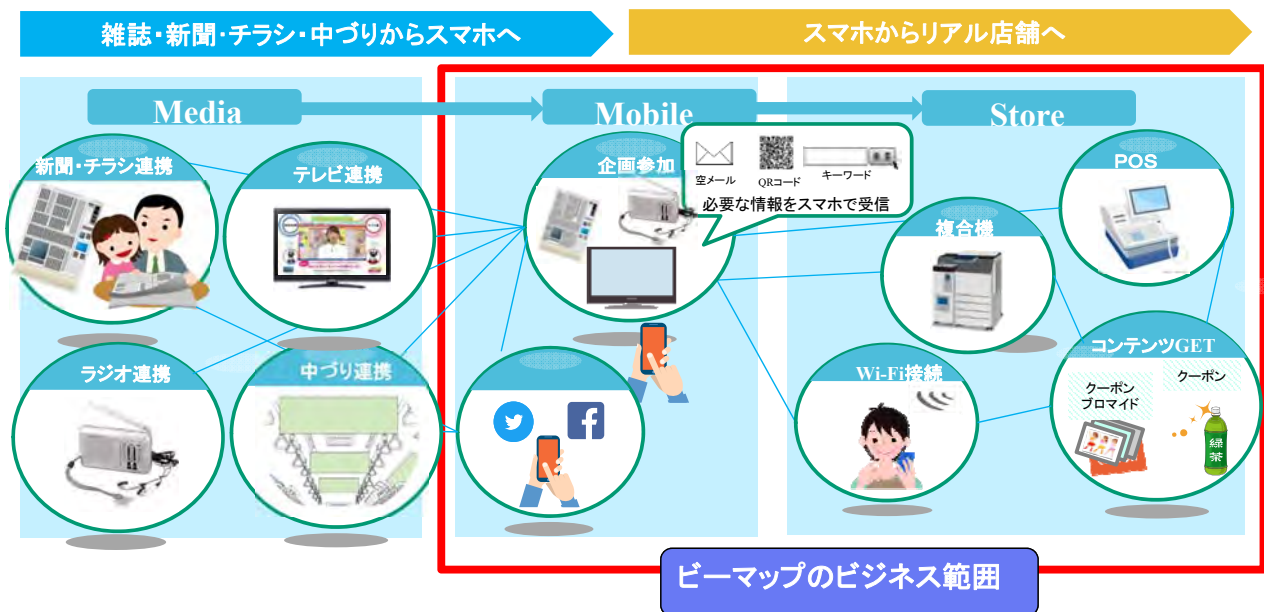 雑誌・新聞・チラシ・中づりからスマホへ
スマホからリアル店舗へ
Media
Mobile
Store
新聞・チラシ連携
テレビ連携
ラジオ連携
中づり連携
企画参加
空メール
QRコード
キーワード
必要な情報をスマホで受信
POS
複合機
Wi-Fi接続
コンテンツGET
クーポン
ブロマイド
クーポン
緑
茶
ビーマップのビジネス範囲